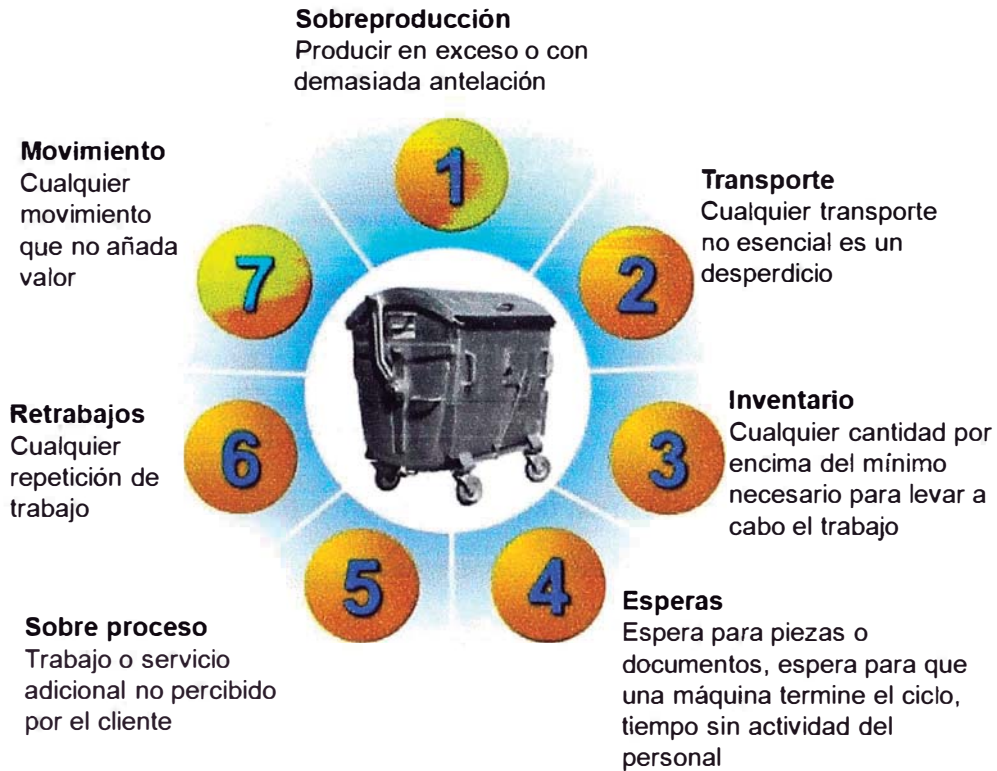 Sobreproducción
Producir en exceso o con
demasiada antelación
1
Transporte
Cualquier transporte
no esencial es un
desperdicio
2
Inventario
Cualquier cantidad por
encima del mínimo
necesario para levar a
cabo el trabajo
3
Esperas
Espera para piezas o
documentos, espera para que
una máquina termine el ciclo,
tiempo sin actividad del
personal
4
Sobre proceso
Trabajo o servicio
adicional no percibido
por el cliente
5
Retrabajos
Cualquier
repetición de
trabajo
6
Movimiento
Cualquier
movimiento
que no añada
valor
7